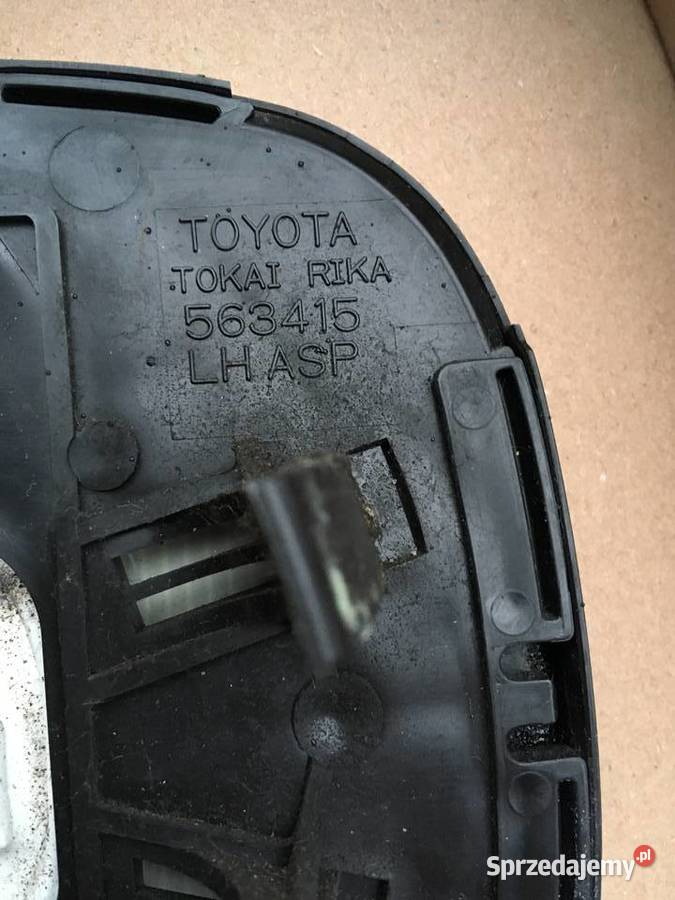 TOYOTA
TOKAI RIKA
563415
LH ASP
Sprzedajemy.pl